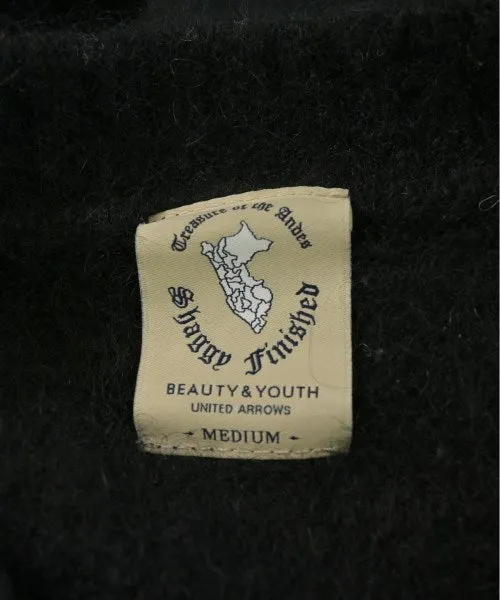 Treasure of the Andes
Shaggy Finished
BEAUTY & YOUTH
UNITED ARROWS
MEDIUM